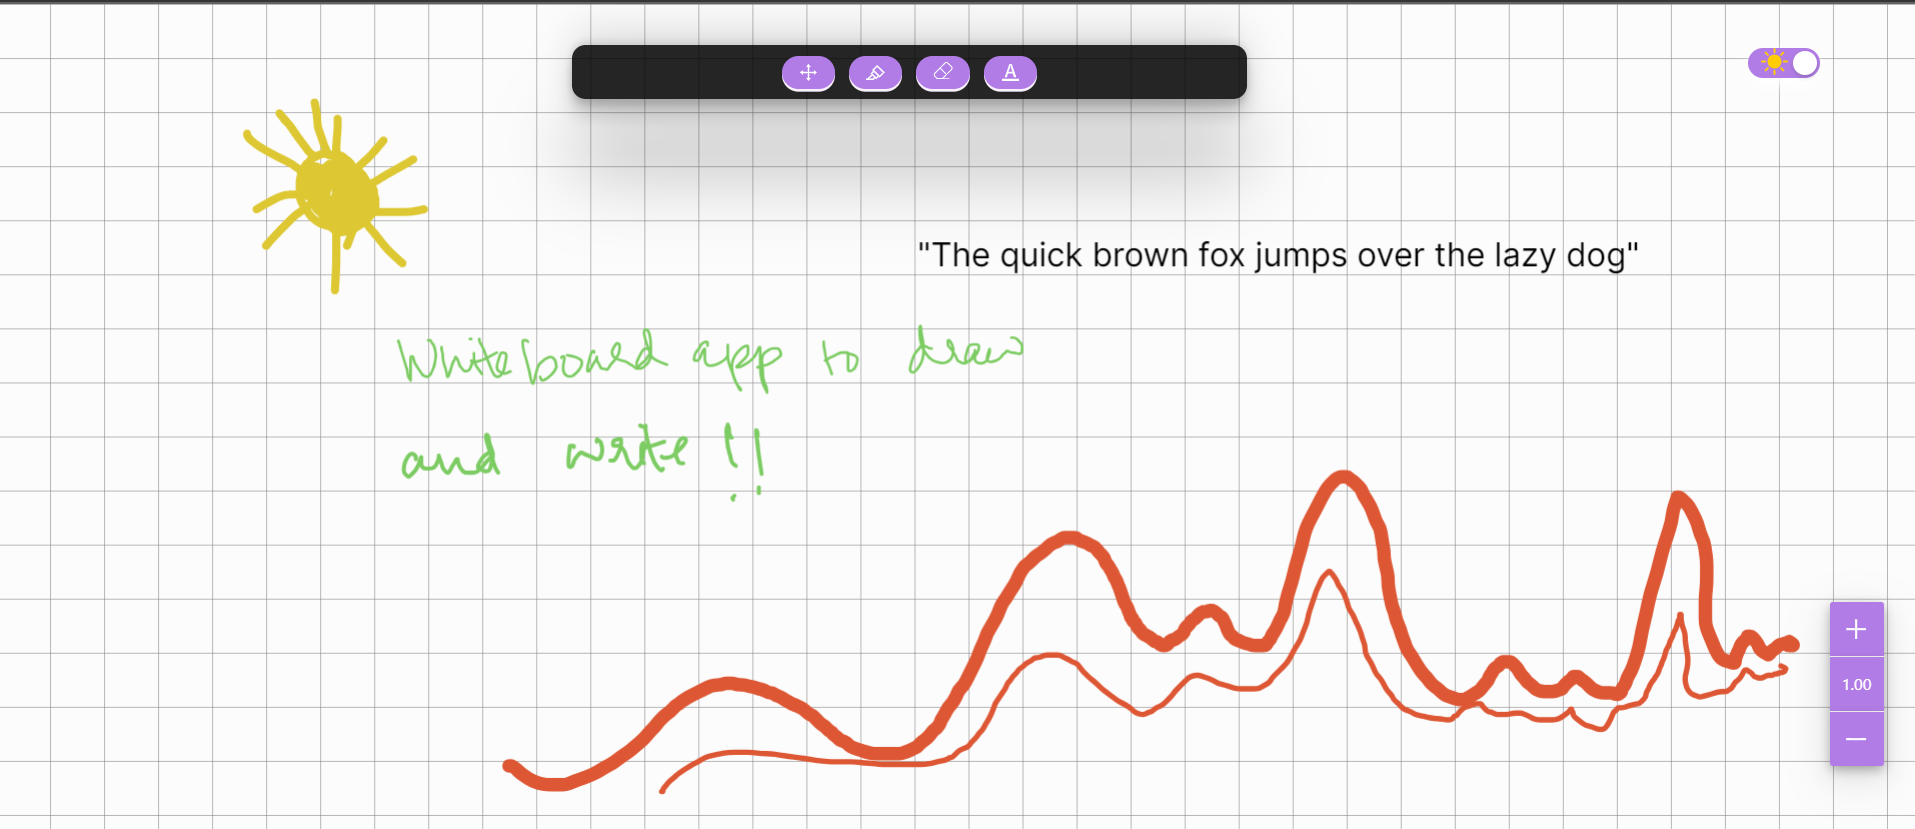 A
"The quick brown fox jumps over the lazy dog"
Whiteboard app to draw
and write !!
1.00